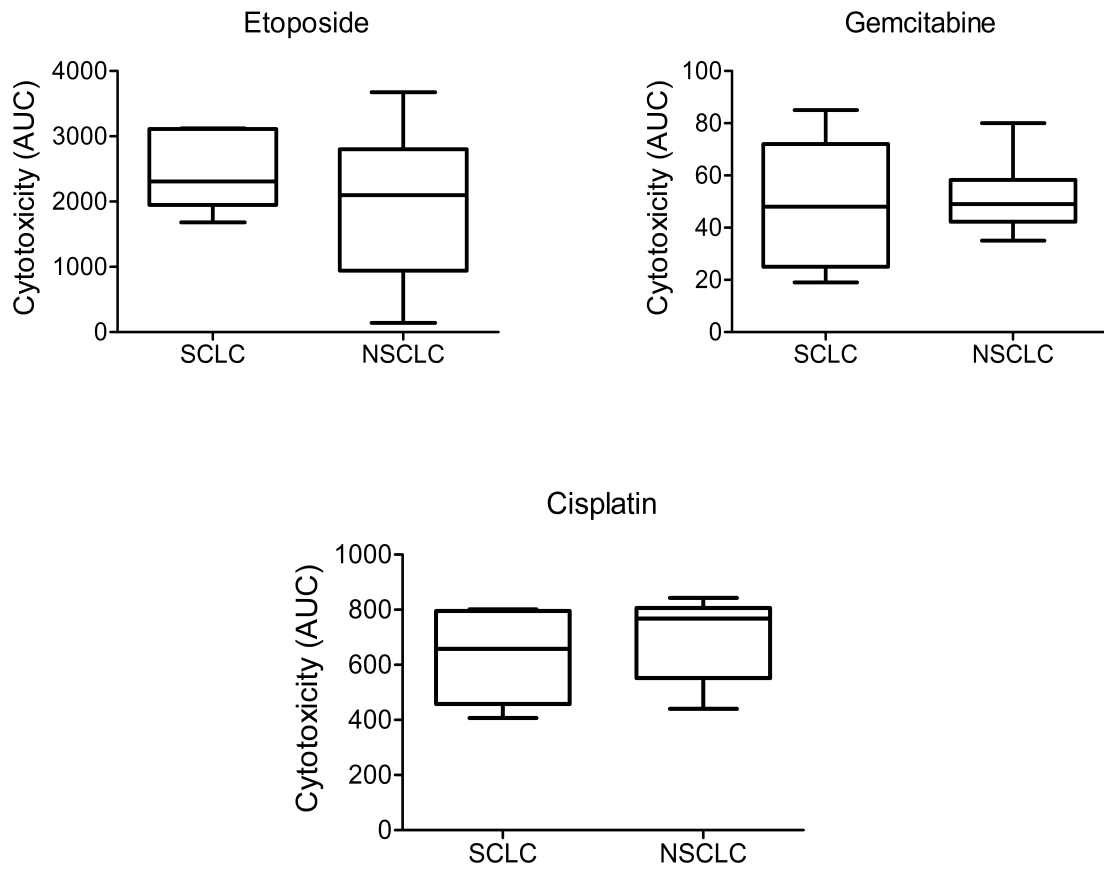 Etoposide
Cytotoxicity (AUC)
4000
3000
2000
1000
0
SCLC
NSCLC
Gemcitabine
Cytotoxicity (AUC)
100
80
60
40
20
0
SCLC
NSCLC
Cisplatin
Cytotoxicity (AUC)
1000
800
600
400
200
0
SCLC
NSCLC